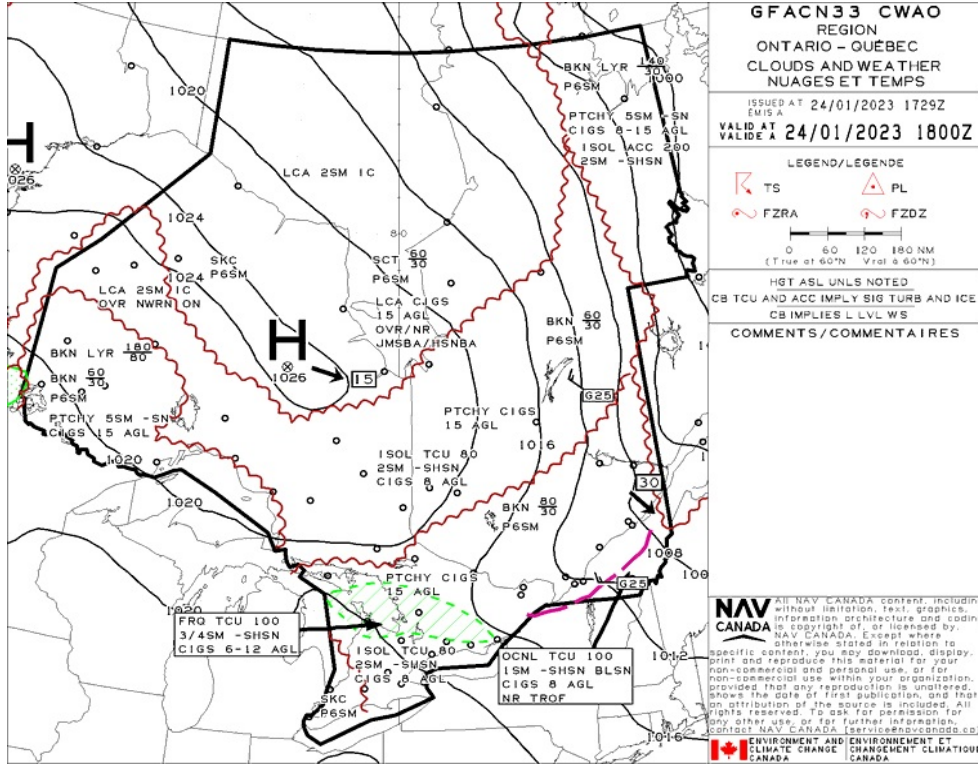 GFACN33 CWAO
REGION
ONTARIO - QUÉBEC
CLOUDS AND WEATHER
NUAGES ET TEMPS
ISSUED AT 24/01/2023 1729Z
ÉMIS A
VALID AT 24/01/2023 1800Z
VALIDE A
LEGEND/LEGENDE
TS
PL
FZRA
FZDZ
0 60 120 180 NM
(True at 60°N Vrai à 60°N)
HGT ASL UNLS NOTED
CB TCU AND ACC IMPLY SIG TURB AND ICE
CB IMPLIES L LVL WS
COMMENTS/COMMENTAIRES
BKN LYR 140/30
P6SM
1000
PTCHY 5SM -SN
CIGS 8-15 AGL
ISOL ACC 200
2SM -SHSN
1020
H
1026
LCA 2SM IC
1024
80
SKC
P6SM
1024
SCT 60/30
P6SM
LCA 2SM IC
OVR NWRN ON
LCA CIGS
15 AGL
OVR/NR
JMSBA/HSNBA
BKN 60/30
P6SM
H
1026
15
BKN LYR 180/80
BKN 60/30
P6SM
PTCHY 5SM -SN
CIGS 15 AGL
G25
PTCHY CIGS
15 AGL
1016
1020
ISOL TCU 80
2SM -SHSN
CIGS 8 AGL
1020
30
BKN 80/30
P6SM
1008
PTCHY CIGS
15 AGL
G25
1020
FRQ TCU 100
3/4SM -SHSN
CIGS 6-12 AGL
ISOL TCU 80
2SM -SHSN
CIGS 8 AGL
OCNL TCU 100
1SM -SHSN BLSN
CIGS 8 AGL
NR TROF
SKC
P6SM
1012
1016
NAV CANADA
All NAV CANADA content, including
without limitation, text, graphics,
information architecture and coding
is copyright of, or licensed by,
NAV CANADA. Except where
otherwise stated in relation to
specific content, you may download, display,
print and reproduce this material for your
non-commercial and personal use, or for
non-commercial use within your organization,
provided that any reproduction is unaltered,
shows the date of first publication, and that
an attribution of the source is included. All
rights reserved. To ask for permission for
any other use, or for further information,
contact NAV CANADA [service@navcanada.ca
ENVIRONMENT AND CLIMATE CHANGE CANADA
ENVIRONNEMENT ET CHANGEMENT CLIMATIQUE CANADA